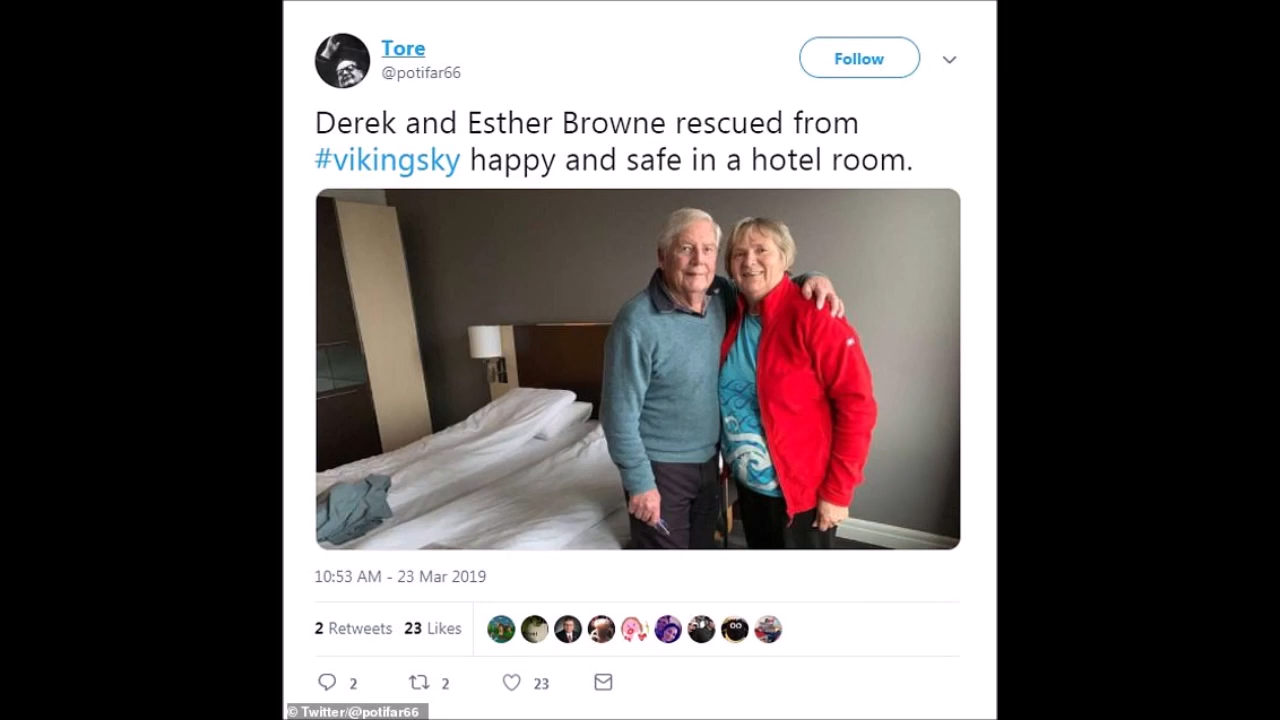 Tore
@potifar66
Follow
Derek and Esther Browne rescued from
#vikingsky happy and safe in a hotel room.
10:53 AM - 23 Mar 2019
2 Retweets 23 Likes
2 2 23
© Twitter/@potifar66